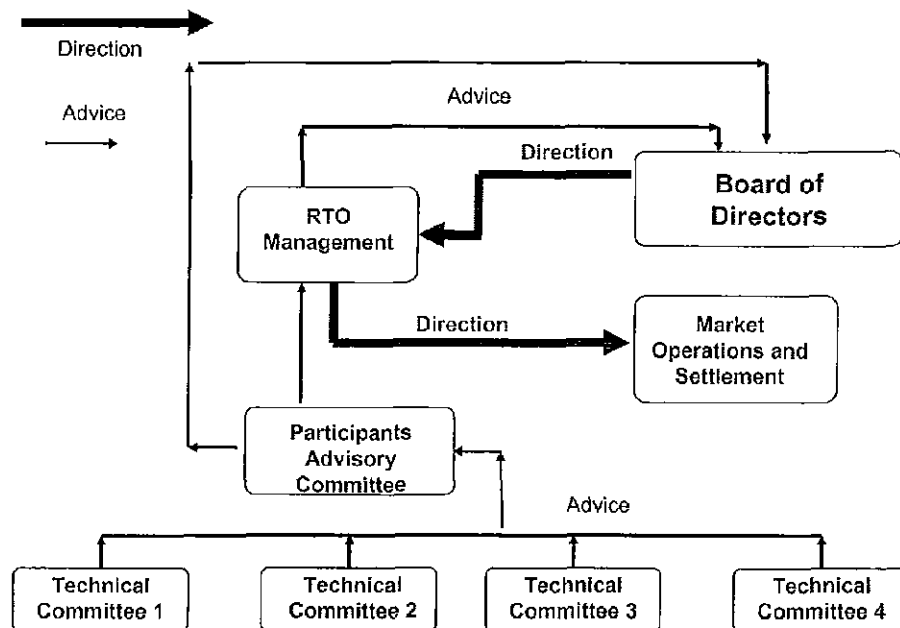 Direction
Advice
Advice
Direction
Board of
Directors
RTO
Management
Direction
Market
Operations and
Settlement
Participants
Advisory
Committee
Advice
Technical
Committee 1
Technical
Committee 2
Technical
Committee 3
Technical
Committee 4